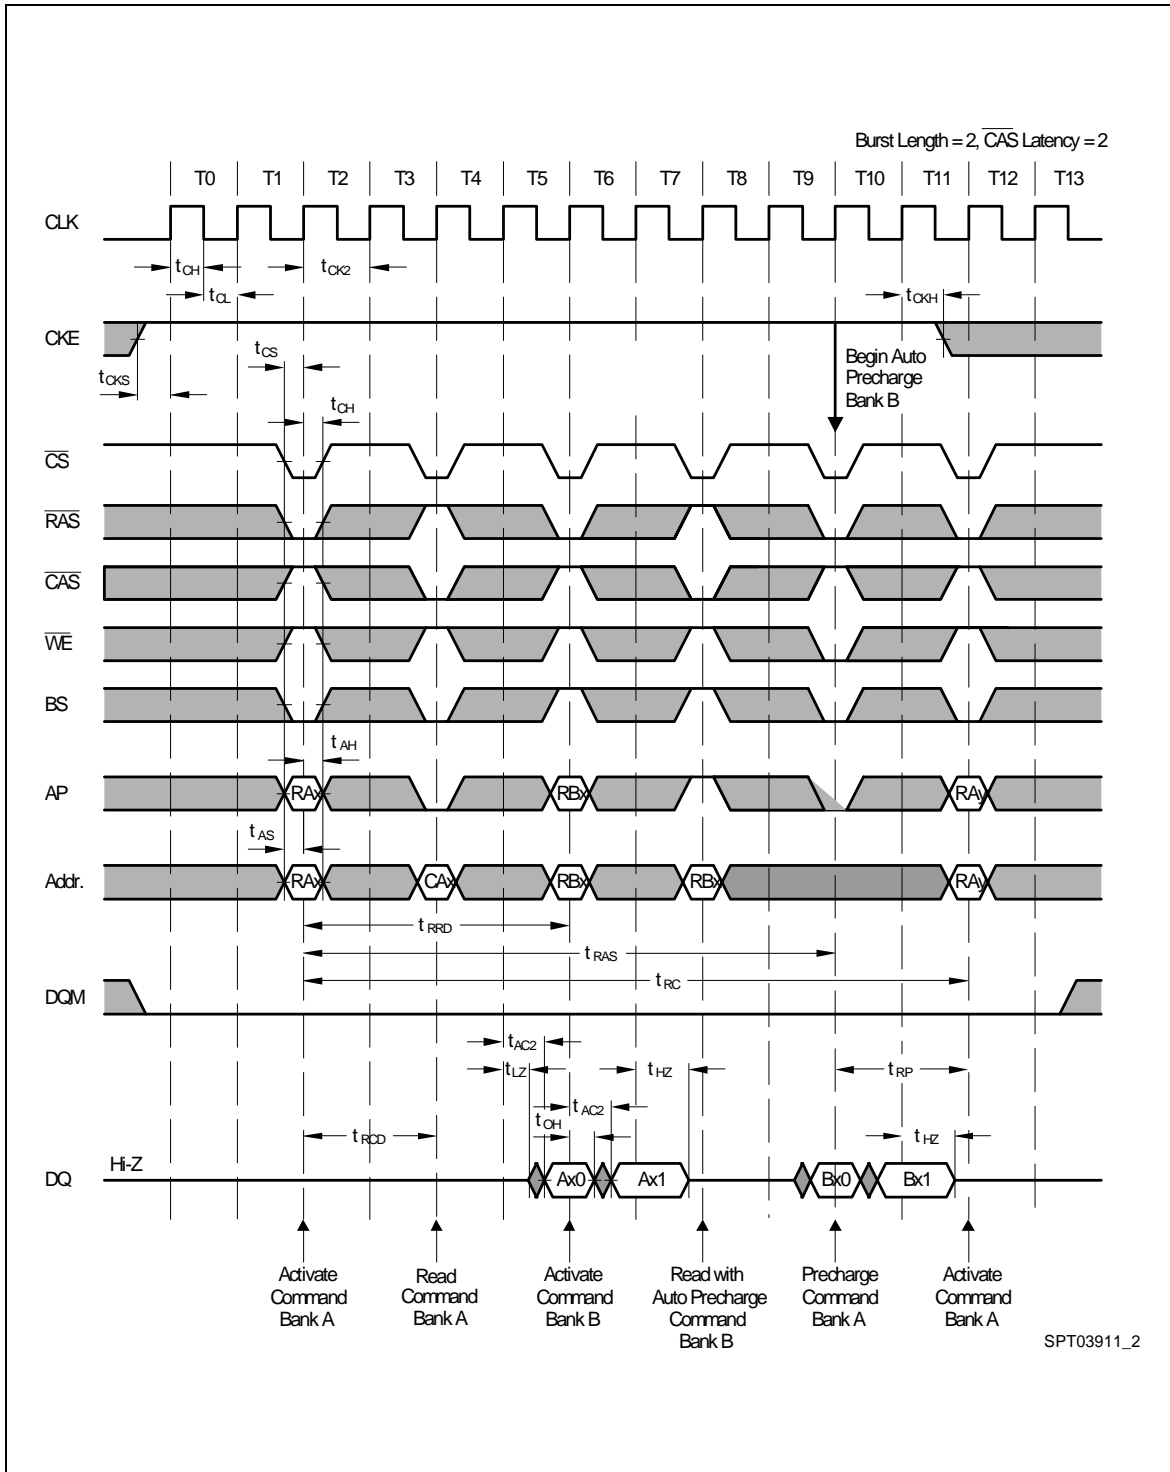 Burst Length = 2, CAS Latency = 2
T0 T1 T2 T3 T4 T5 T6 T7 T8 T9 T10 T11 T12 T13
CLK
tCH
tCK2
tCL
tCKH
CKE
tCS
Begin Auto
Precharge
Bank B
tCKS
tCH
CS
RAS
CAS
WE
BS
tAH
AP
RAx
RBx
RAy
tAS
Addr.
RAx
CAx
RBx
RBx
RAy
tRRD
tRAS
tRC
DQM
tAC2
tLZ
tHZ
tRP
tAC2
tOH
tRCD
tHZ
Hi-Z
DQ
Ax0
Ax1
Bx0
Bx1
Activate
Command
Bank A
Read
Command
Bank A
Activate
Command
Bank B
Read with
Auto Precharge
Command
Bank B
Precharge
Command
Bank A
Activate
Command
Bank A
SPT03911_2